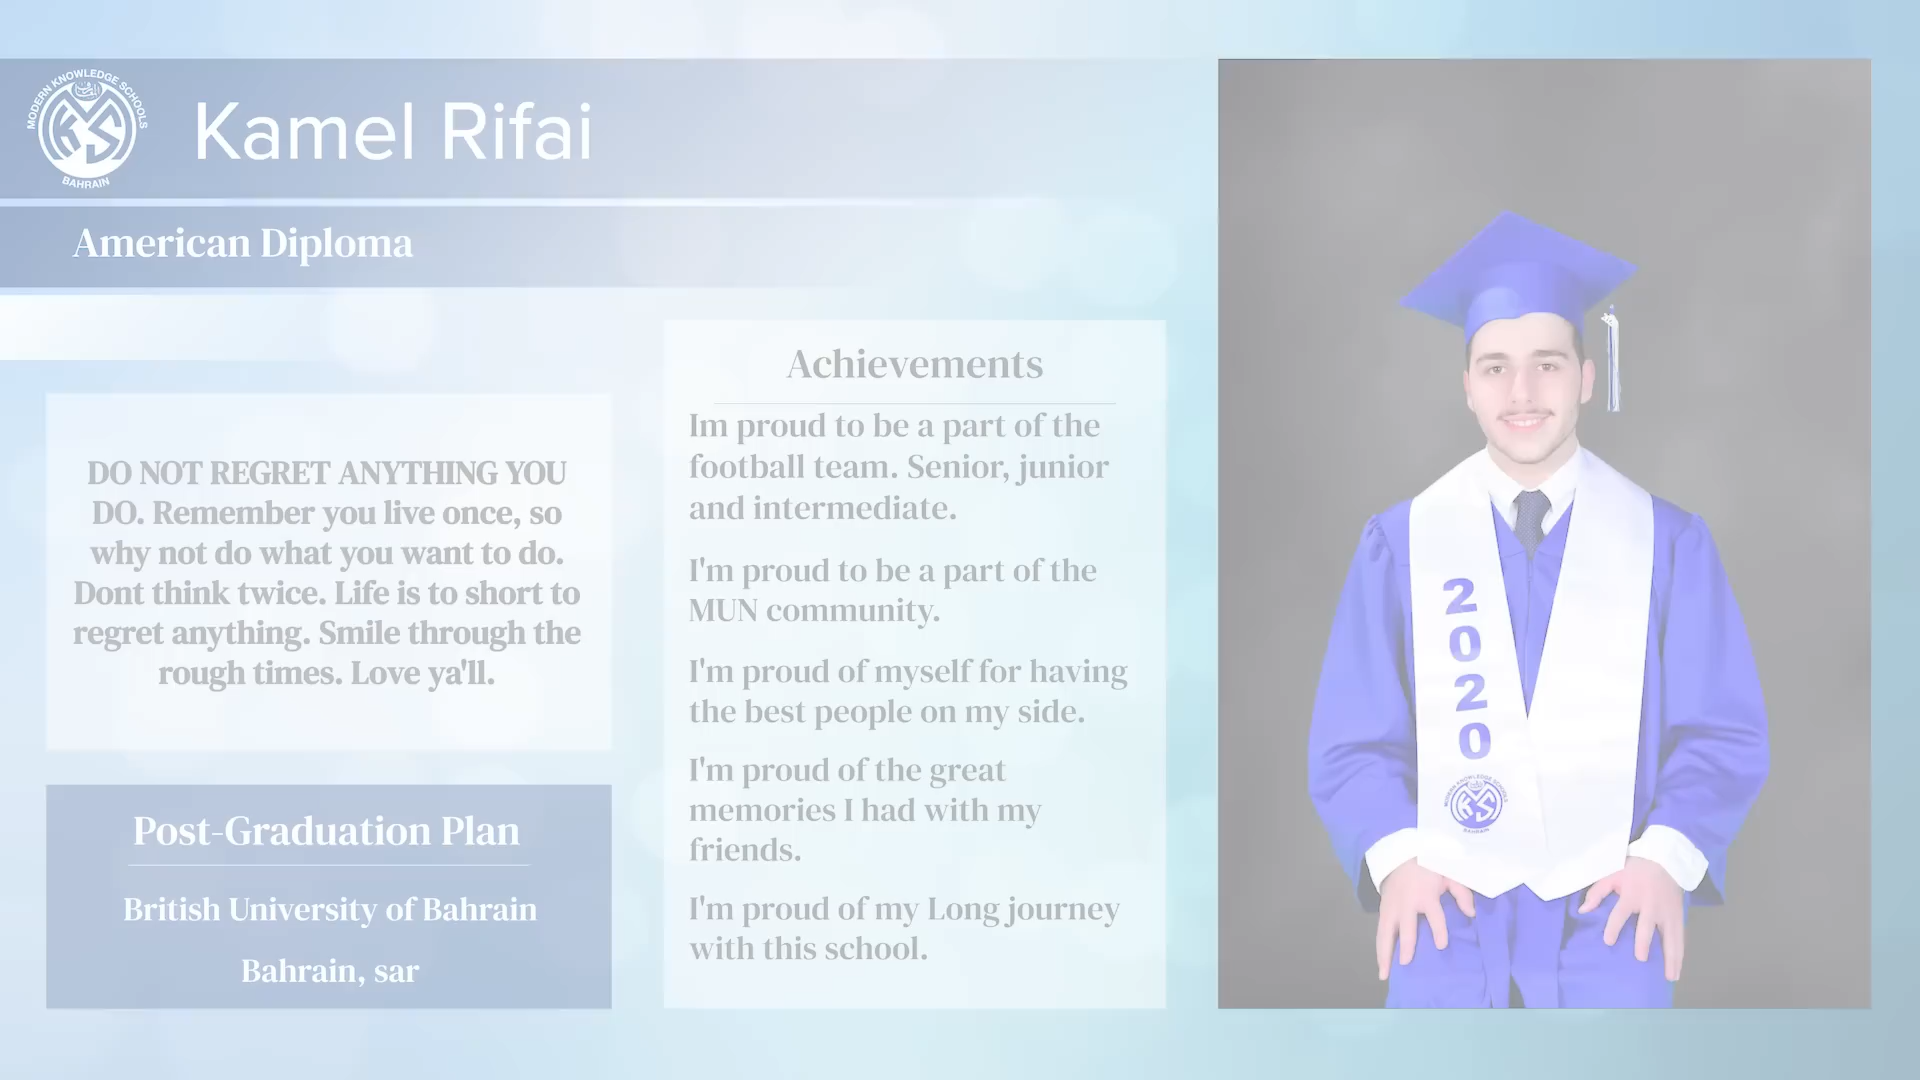 MODERN KNOWLEDGE SCHOOLS
BAHRAIN
Kamel Rifai
American Diploma
DO NOT REGRET ANYTHING YOU
DO. Remember you live once, so
why not do what you want to do.
Dont think twice. Life is to short to
regret anything. Smile through the
rough times. Love ya'll.
Post-Graduation Plan
British University of Bahrain
Bahrain, sar
Achievements
Im proud to be a part of the
football team. Senior, junior
and intermediate.
I'm proud to be a part of the
MUN community.
I'm proud of myself for having
the best people on my side.
I'm proud of the great
memories I had with my
friends.
I'm proud of my Long journey
with this school.
2
0
2
0
MODERN KNOWLEDGE SCHOOLS
BAHRAIN